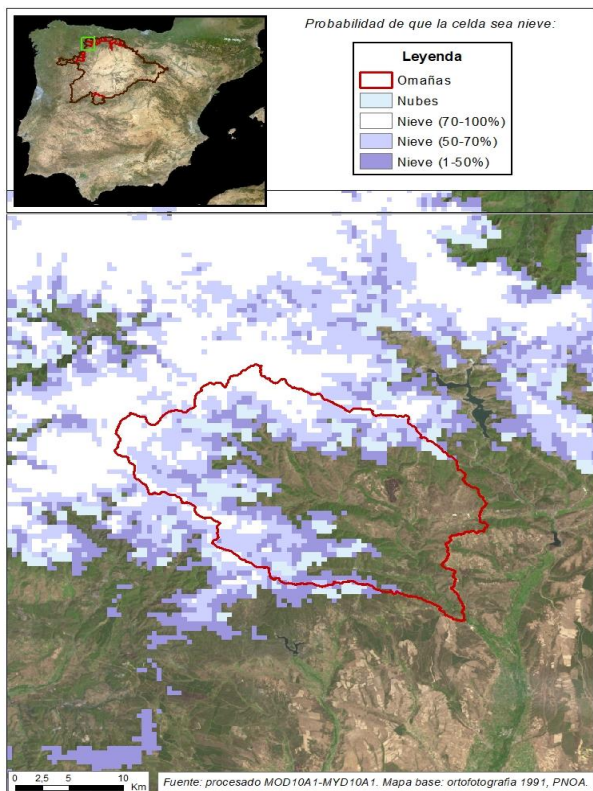 Probabilidad de que la celda sea nieve:
Leyenda
Omañas
Nubes
Nieve (70-100%)
Nieve (50-70%)
Nieve (1-50%)
0 2,5 5 10
Km
Fuente: procesado MOD10A1-MYD10A1. Mapa base: ortofotografia 1991, PNOA.